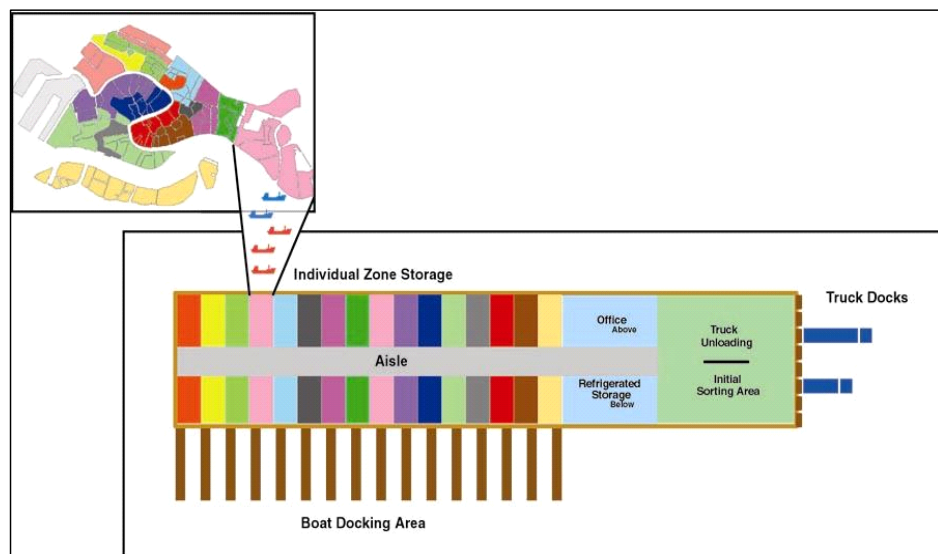 Individual Zone Storage
Truck Docks
Office
Above
Truck
Unloading
Aisle
Refrigerated
Storage
Below
Initial
Sorting Area
Boat Docking Area